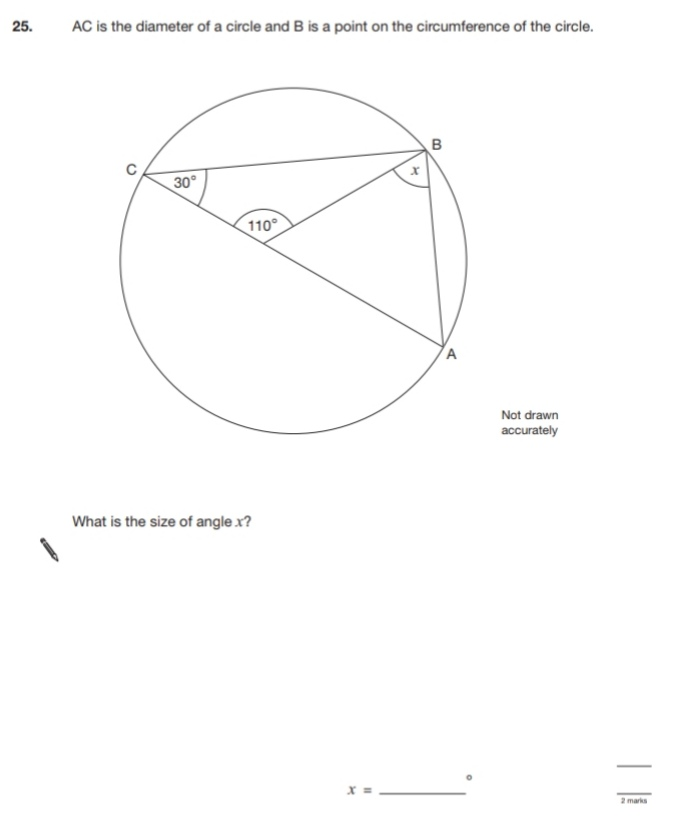 25. AC is the diameter of a circle and B is a point on the circumference of the circle.
B
C
x
30°
110°
A
Not drawn
accurately
What is the size of angle x?
x = ________ °
2 marks